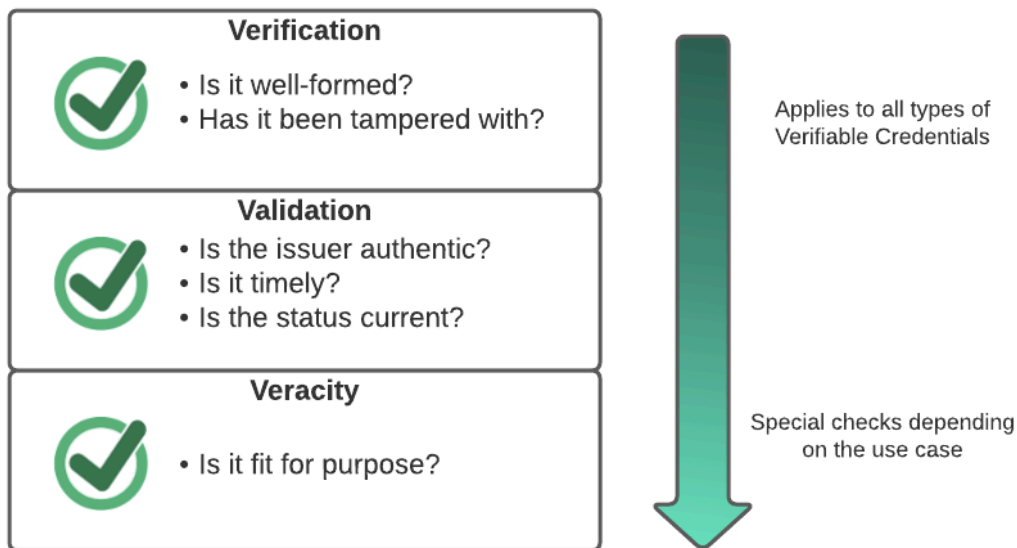 Verification
• Is it well-formed?
• Has it been tampered with?
Applies to all types of
Verifiable Credentials
Validation
• Is the issuer authentic?
• Is it timely?
• Is the status current?
Veracity
• Is it fit for purpose?
Special checks depending
on the use case